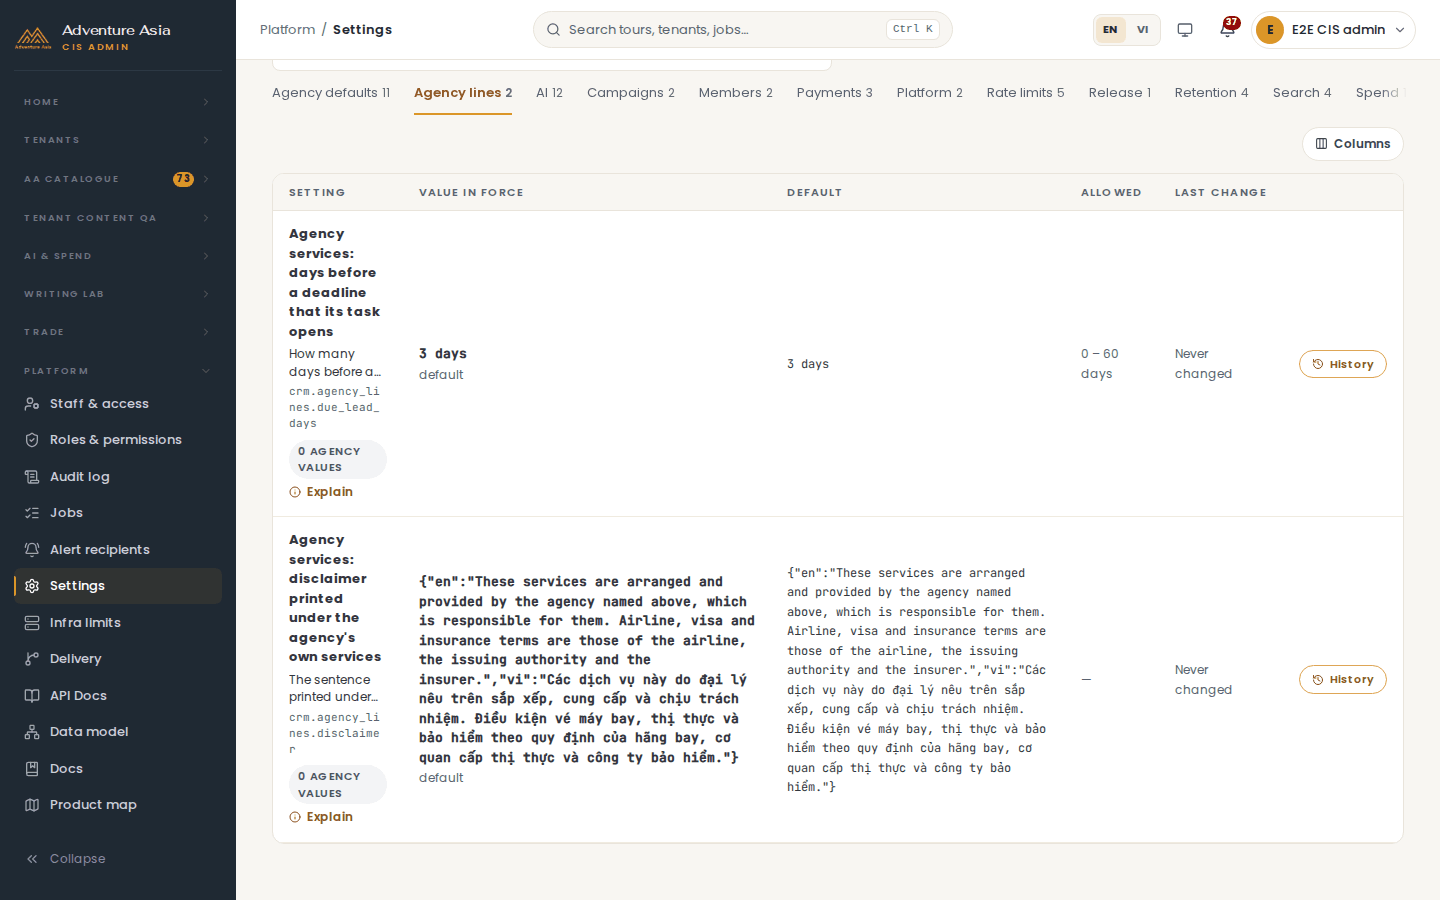 Adventure Asia
CIS ADMIN
Adventure Asia
Platform / Settings
Search tours, tenants, jobs...
Ctrl K
EN
VI
37
E
E2E CIS admin
HOME
TENANTS
AA CATALOGUE
73
TENANT CONTENT QA
AI & SPEND
WRITING LAB
TRADE
PLATFORM
Staff & access
Roles & permissions
Audit log
Jobs
Alert recipients
Settings
Infra limits
Delivery
API Docs
Data model
Docs
Product map
Collapse
Agency defaults 11
Agency lines 2
AI 12
Campaigns 2
Members 2
Payments 3
Platform 2
Rate limits 5
Release 1
Retention 4
Search 4
Spend
Columns
SETTING
VALUE IN FORCE
DEFAULT
ALLOWED
LAST CHANGE
Agency
services:
days before
a deadline
that its task
opens
How many
days before a...
crm.agency_li
nes.due_lead_
days
0 AGENCY
VALUES
Explain
3 days
default
3 days
0 – 60
days
Never
changed
History
Agency
services:
disclaimer
printed
under the
agency's
own services
The sentence
printed under...
crm.agency_li
nes.disclaime
r
0 AGENCY
VALUES
Explain
{"en":"These services are arranged and
provided by the agency named above, which
is responsible for them. Airline, visa and
insurance terms are those of the airline,
the issuing authority and the
insurer.","vi":"Các dịch vụ này do đại lý
nêu trên sắp xếp, cung cấp và chịu trách
nhiệm. Điều kiện vé máy bay, thị thực và
bảo hiểm theo quy định của hãng bay, cơ
quan cấp thị thực và công ty bảo hiểm."}
default
{"en":"These services are arranged
and provided by the agency named
above, which is responsible for them.
Airline, visa and insurance terms are
those of the airline, the issuing
authority and the insurer.","vi":"Các
dịch vụ này do đại lý nêu trên sắp
xếp, cung cấp và chịu trách nhiệm.
Điều kiện vé máy bay, thị thực và bảo
hiểm theo quy định của hãng bay, cơ
quan cấp thị thực và công ty bảo
hiểm."}
—
Never
changed
History